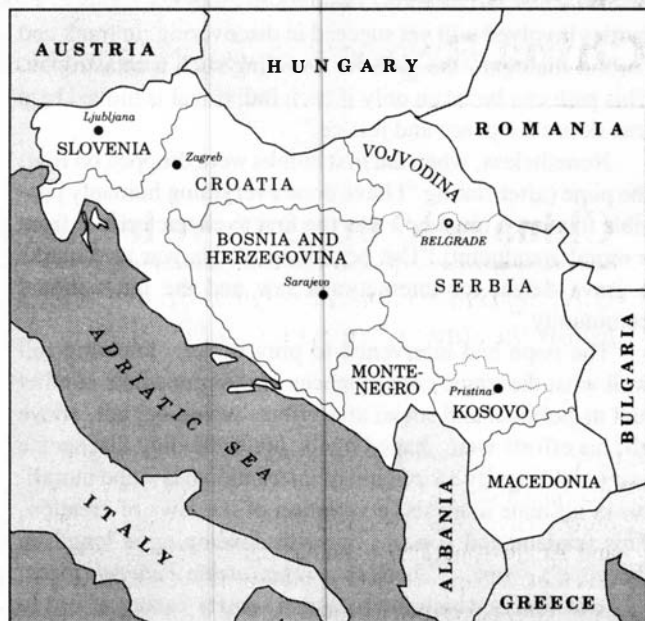 AUSTRIA
HUNGARY
Ljubljana
SLOVENIA
Zagreb
CROATIA
ROMANIA
VOJVODINA
BELGRADE
BOSNIA AND
HERZEGOVINA
Sarajevo
SERBIA
ADRIATIC SEA
MONTE-
NEGRO
Pristina
KOSOVO
BULGARIA
MACEDONIA
ITALY
ALBANIA
GREECE